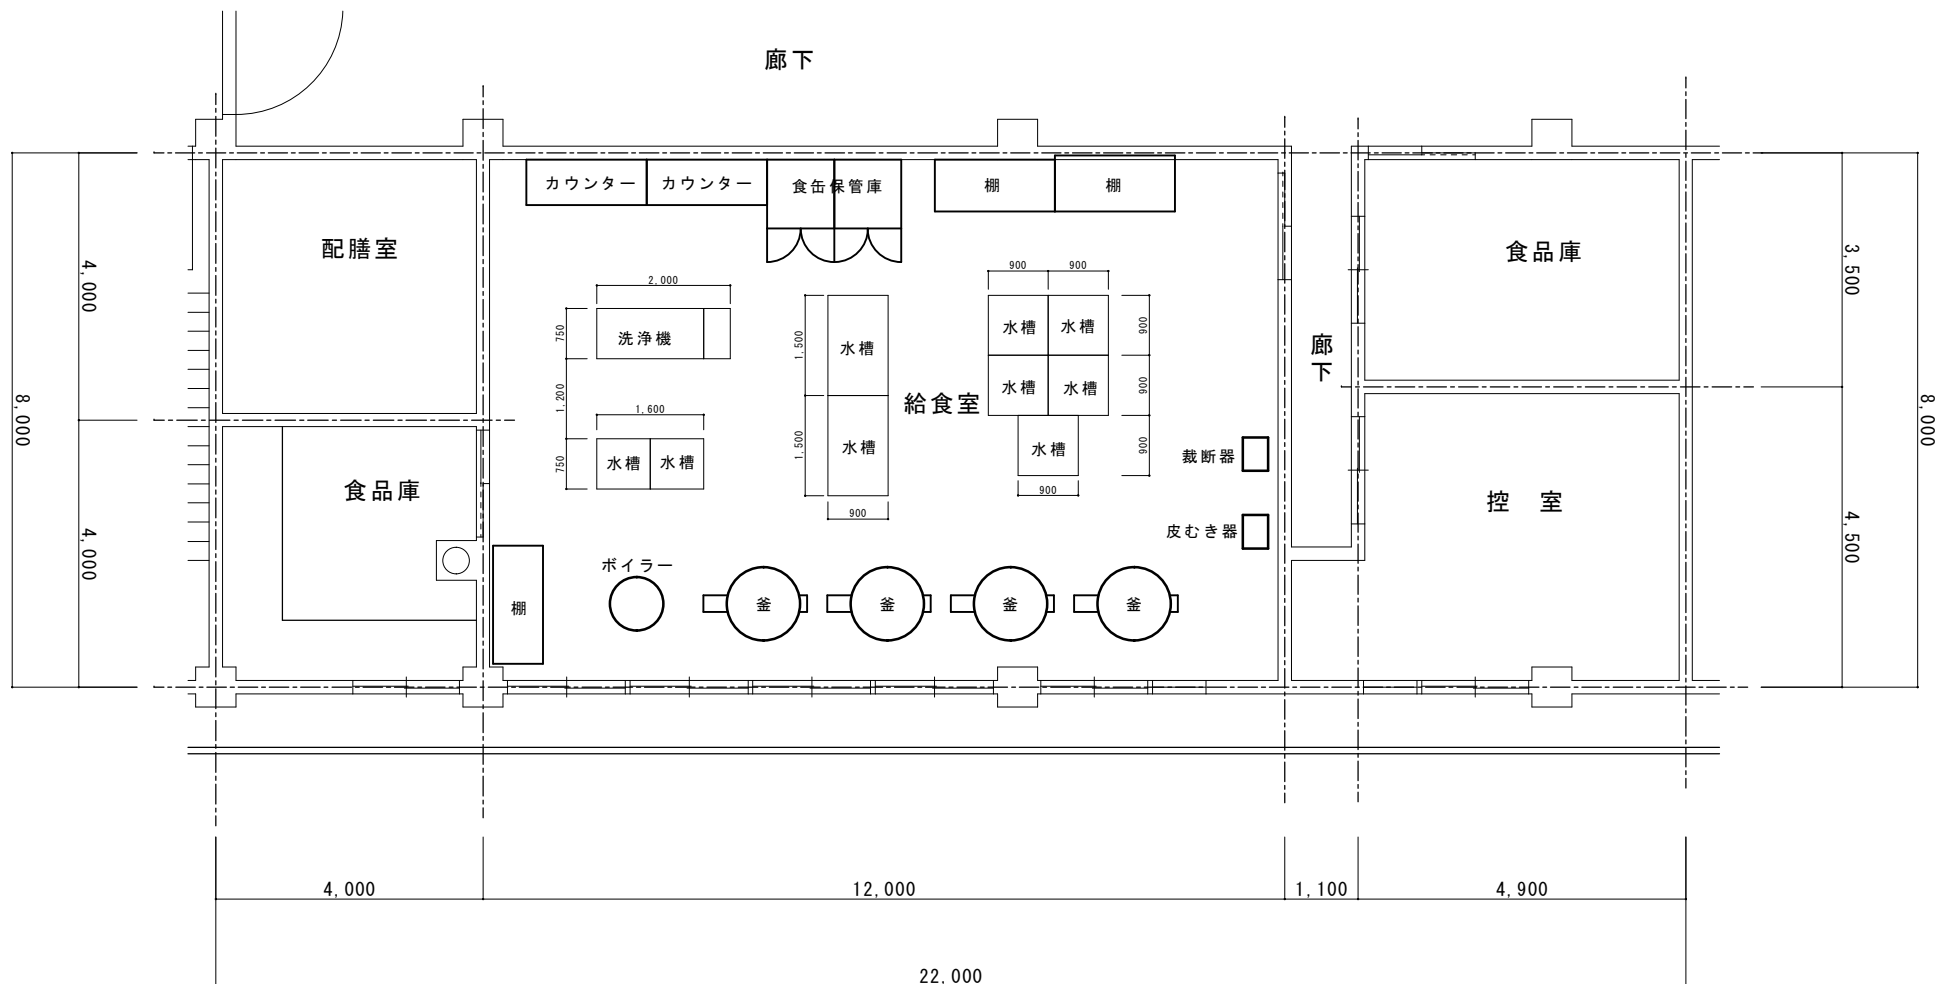 廊下
カウンター
カウンター
食缶保管庫
棚
棚
配膳室
食品庫
4,000
3,500
2,000
900
900
750
洗浄機
1,500
水槽
水槽
水槽
900
廊下
8,000
1,200
水槽
水槽
900
給食室
8,000
1,600
750
水槽
水槽
1,500
水槽
水槽
900
裁断器
900
900
食品庫
控 室
皮むき器
4,000
4,500
ボイラー
棚
釜
釜
釜
釜
4,000
12,000
1,100
4,900
22,000